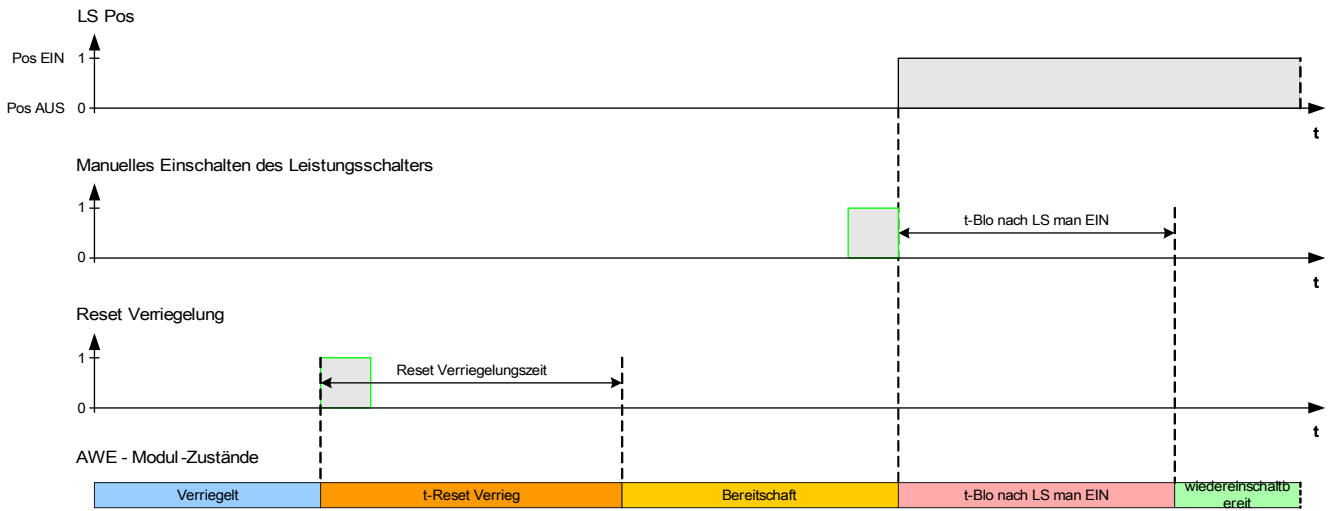 LS Pos
Pos EIN 1
Pos AUS 0
t
Manuelles Einschalten des Leistungsschalters
1
t-Blo nach LS man EIN
0
t
Reset Verriegelung
1
Reset Verriegelungszeit
0
t
AWE - Modul -Zustände
Verriegelt
t-Reset Verrieg
Bereitschaft
t-Blo nach LS man EIN
wiedereinschaltb
ereit